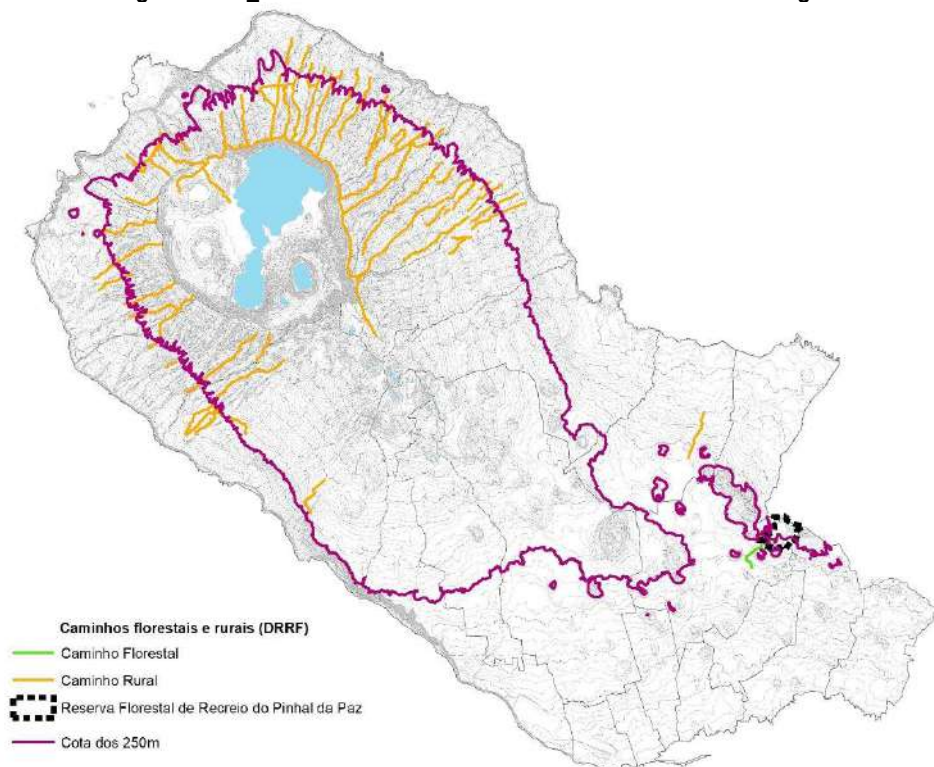 Caminhos florestais e rurais (DRRF)
Caminho Florestal
Caminho Rural
Reserva Florestal de Recreio do Pinhal da Paz
Cota dos 250m